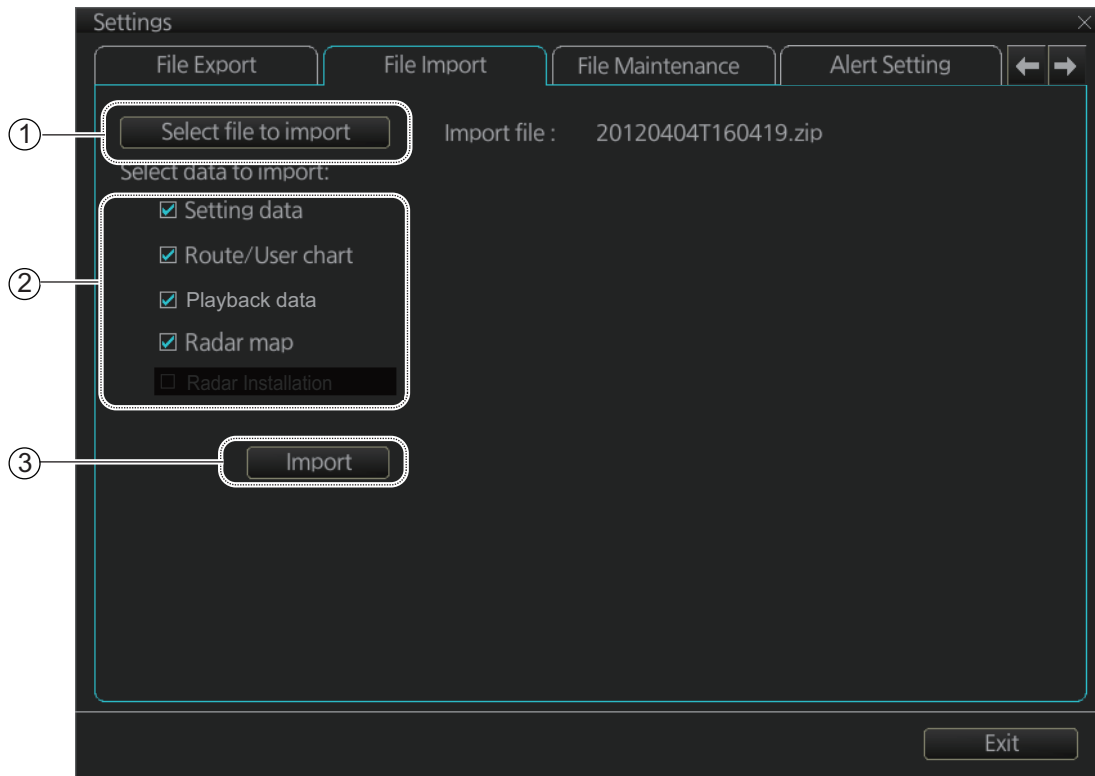 Settings
File Export File Import File Maintenance Alert Setting
① Select file to import Import file : 20120404T160419.zip
Select data to import:
Setting data
Route/User chart
② Playback data
Radar map
Radar Installation
③ Import
Exit